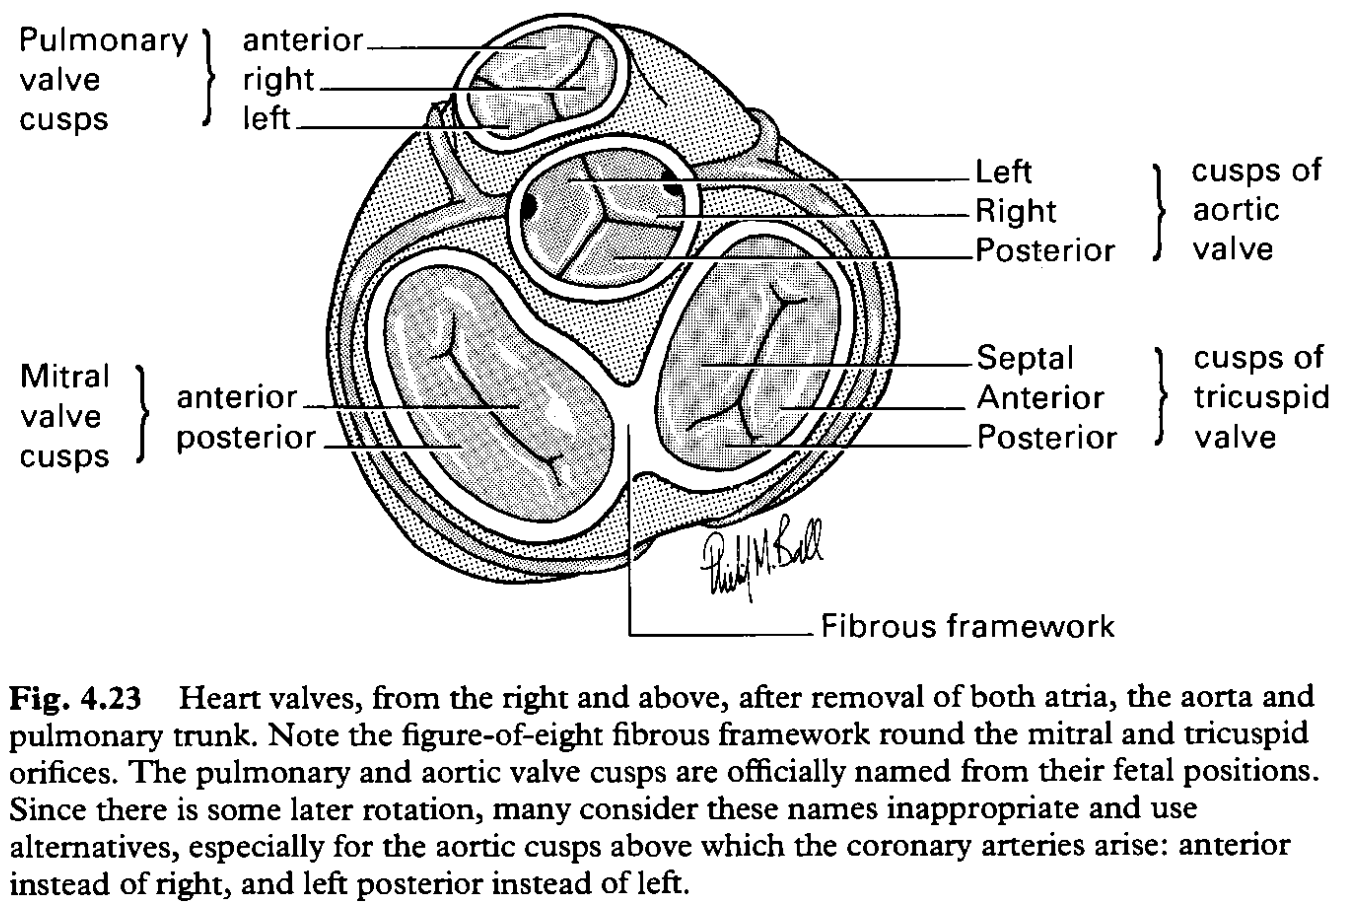 Pulmonary
valve
cusps
anterior
right
left
Left
Right
Posterior
cusps of
aortic
valve
Mitral
valve
cusps
anterior
posterior
Septal
Anterior
Posterior
cusps of
tricuspid
valve
Philip M. Ball
Fibrous framework
Fig. 4.23 Heart valves, from the right and above, after removal of both atria, the aorta and
pulmonary trunk. Note the figure-of-eight fibrous framework round the mitral and tricuspid
orifices. The pulmonary and aortic valve cusps are officially named from their fetal positions.
Since there is some later rotation, many consider these names inappropriate and use
alternatives, especially for the aortic cusps above which the coronary arteries arise: anterior
instead of right, and left posterior instead of left.